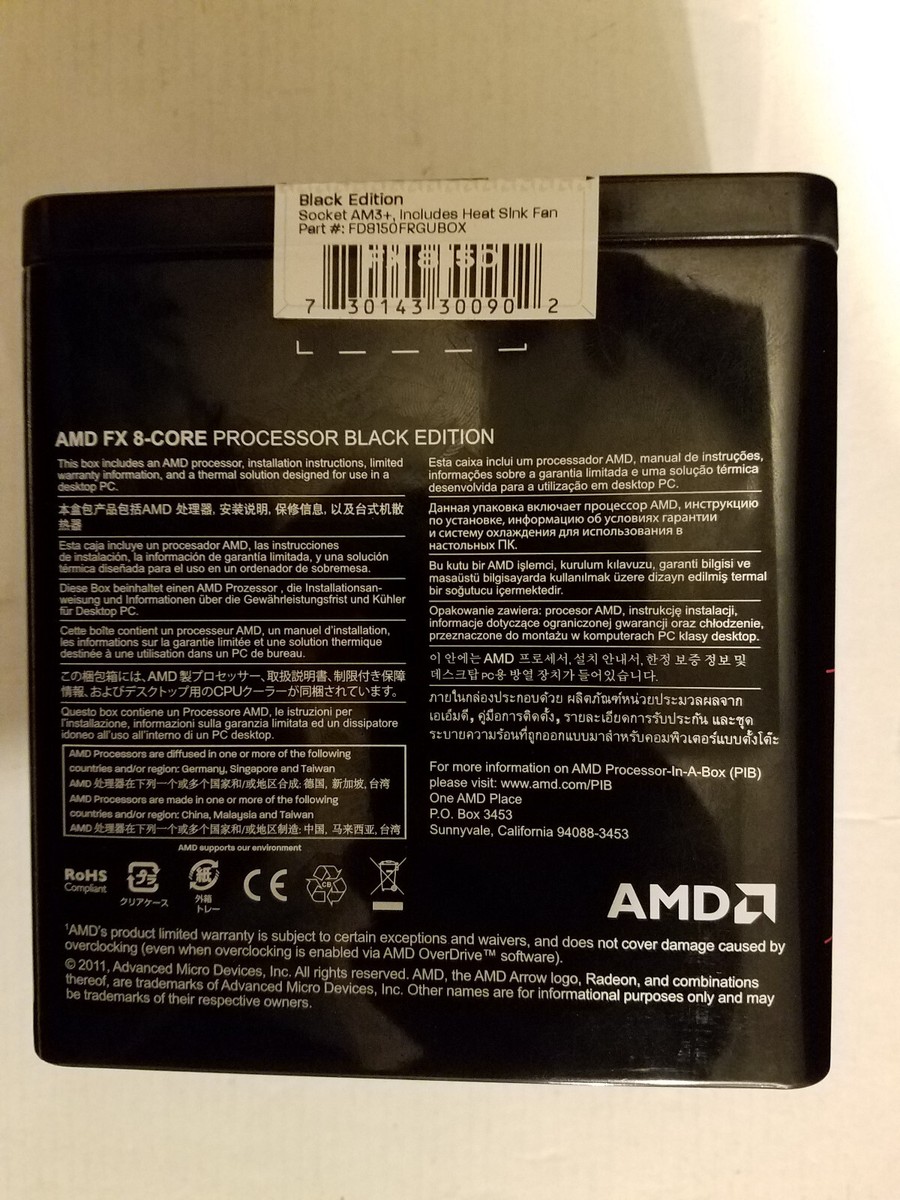 Black Edition
Socket AM3+, Includes Heat Sink Fan
Part #: FD8150FRGUBOX
FX 8150
7 30143 30090 2
AMD FX 8-CORE PROCESSOR BLACK EDITION
This box includes an AMD processor, installation instructions, limited
warranty information, and a thermal solution designed for use in a
desktop PC.
本盒包产品包括AMD 处理器, 安装说明, 保修信息, 以及台式机散
热器
Esta caja incluye un procesador AMD, las instrucciones
de instalación, la información de garantía limitada, y una solución
térmica diseñada para el uso en un ordenador de sobremesa.
Diese Box beinhaltet einen AMD Prozessor , die Installationsan-
weisung und Informationen über die Gewährleistungsfrist und Kühler
für Desktop PC.
Cette boîte contient un processeur AMD, un manuel d'installation,
les informations sur la garantie limitée et une solution thermique
destinée à une utilisation dans un PC de bureau.
この梱包箱には、AMD 製プロセッサー、取扱説明書、制限付き保障
情報、およびデスクトップ用のCPUクーラーが同梱されています。
Questo box contiene un Processore AMD, le istruzioni per
l'installazione, informazioni sulla garanzia limitata ed un dissipatore
idoneo all'uso all'interno di un PC desktop.
AMD Processors are diffused in one or more of the following
countries and/or region: Germany, Singapore and Taiwan
AMD 处理器在下列一个或多个国家和/或地区合成: 德国, 新加坡, 台湾
AMD Processors are made in one or more of the following
countries and/or region: China, Malaysia and Taiwan
AMD 处理器在下列一个或多个国家和/或地区制造: 中国, 马来西亚, 台湾
Esta caixa inclui um processador AMD, manual de instruções,
informações sobre a garantia limitada e uma solução térmica
desenvolvida para a utilização em desktop PC.
Данная упаковка включает процессор AMD, инструкцию
по установке, информацию об условиях гарантии
и систему охлаждения для использования в
настольных ПК.
Bu kutu bir AMD işlemci, kurulum kılavuzu, garanti bilgisi ve
masaüstü bilgisayarda kullanılmak üzere dizayn edilmiş termal
bir soğutucu içermektedir.
Opakowanie zawiera: procesor AMD, instrukcję instalacji,
informacje dotyczące ograniczonej gwarancji oraz chłodzenie,
przeznaczone do montażu w komputerach PC klasy desktop.
이 안에는 AMD 프로세서, 설치 안내서, 한정 보증 정보 및
데스크탑 PC용 방열 장치가 들어있습니다.
ภายในกล่องประกอบด้วย ผลิตภัณฑ์หน่วยประมวลผลจาก
เอเอ็มดี, คู่มือการติดตั้ง, รายละเอียดการรับประกัน และชุด
ระบายความร้อนที่ถูกออกแบบมาสำหรับคอมพิวเตอร์แบบตั้งโต๊ะ
For more information on AMD Processor-In-A-Box (PIB)
please visit: www.amd.com/PIB
One AMD Place
P.O. Box 3453
Sunnyvale, California 94088-3453
AMD supports our environment
RoHS
Compliant
プラ
クリアケース
紙
外箱
トレー
CE
CB
AMD
¹AMD's product limited warranty is subject to certain exceptions and waivers, and does not cover damage caused by
overclocking (even when overclocking is enabled via AMD OverDrive™ software).
© 2011, Advanced Micro Devices, Inc. All rights reserved. AMD, the AMD Arrow logo, Radeon, and combinations
thereof, are trademarks of Advanced Micro Devices, Inc. Other names are for informational purposes only and may
be trademarks of their respective owners.